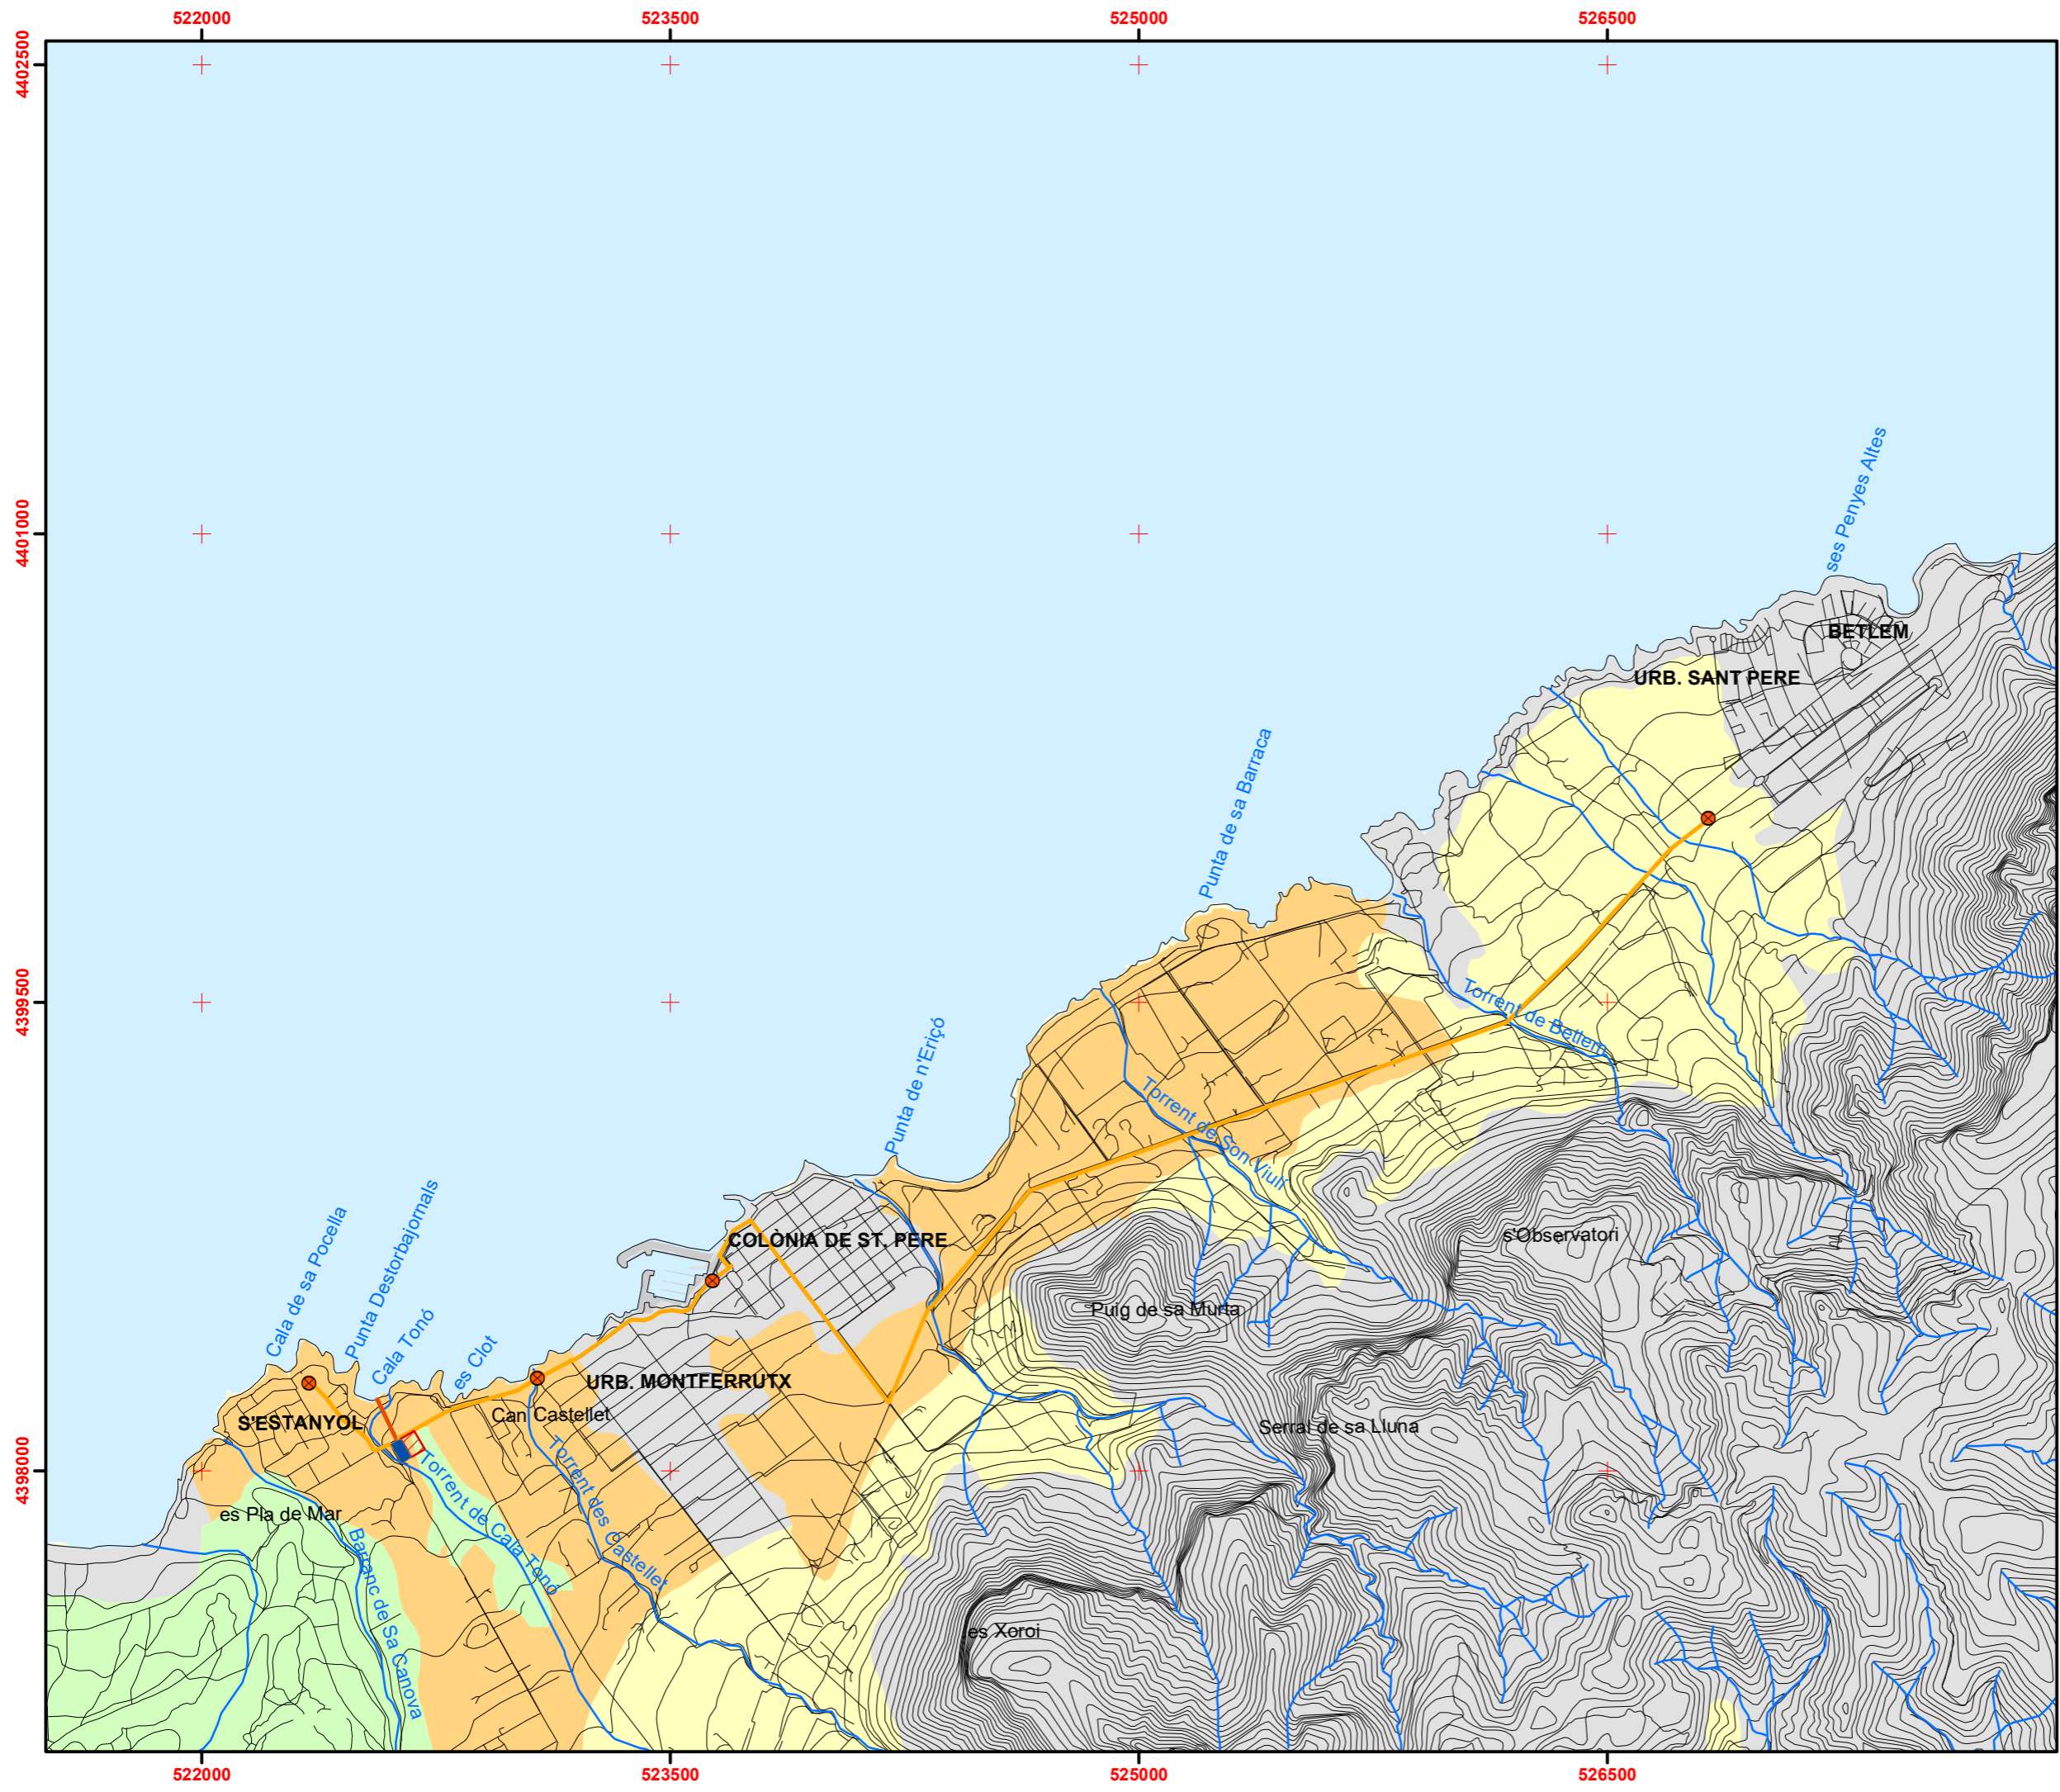 522000 523500 525000 526500
4402500
4401000
4399500
4398000
ses Penyes Altes
BETLEM
URB. SANT PERE
Punta de sa Barraca
Torrent de Betlem
Punta de n'Eriçó
Torrent de Son Viulí
Punta Destorbajornals
Cala de sa Pocella
COLÒNIA DE ST. PERE
s'Observatori
Puig de sa Murta
Cala Tonó
es Clot
URB. MONTFERRUTX
Can Castellet
S'ESTANYOL
Serral de sa Lluna
Torrent de Cala Tonó
Torrent des Castellet
es Pla de Mar
Barranc de Sa Canova
es Xoroi
522000 523500 525000 526500